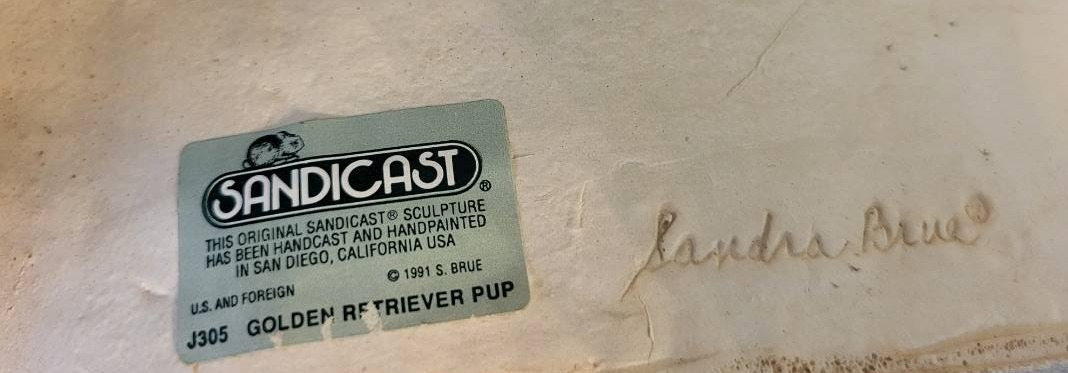 SANDICAST®
THIS ORIGINAL SANDICAST® SCULPTURE
HAS BEEN HANDCAST AND HANDPAINTED
IN SAN DIEGO, CALIFORNIA USA
© 1991 S. BRUE
U.S. AND FOREIGN
J305 GOLDEN RETRIEVER PUP
Sandra Brue©